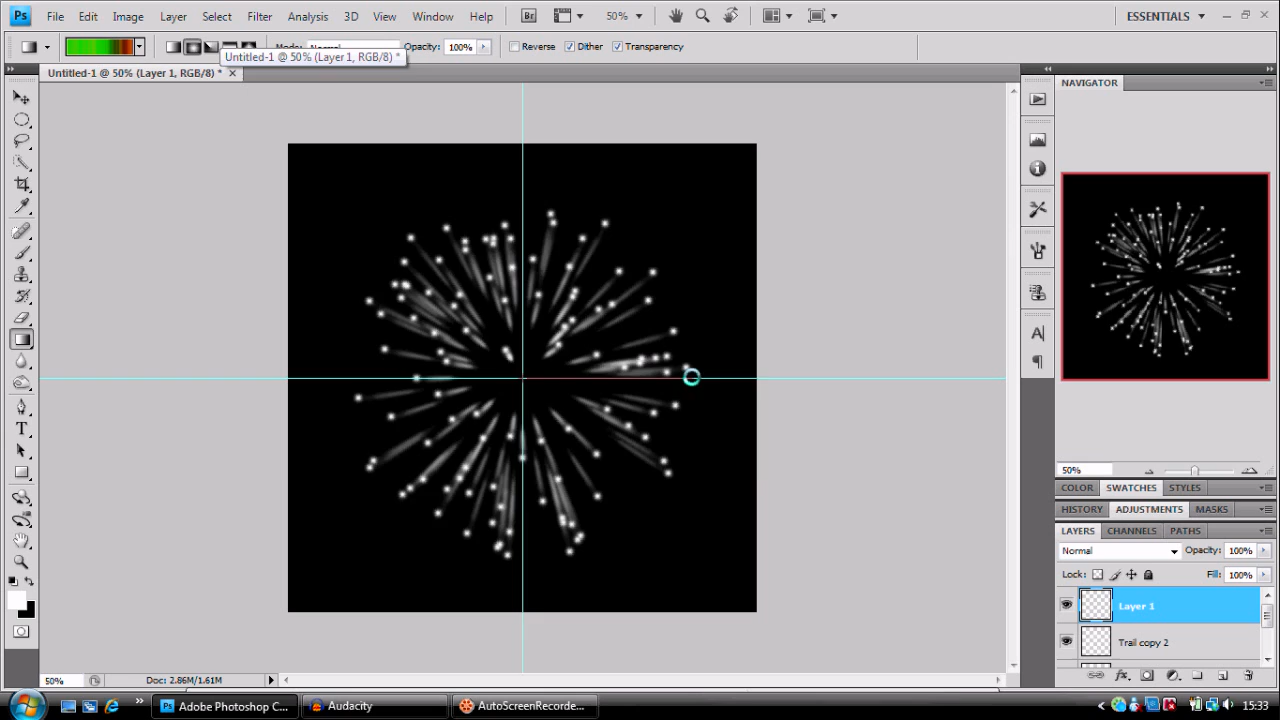 Ps File Edit Image Layer Select Filter Analysis 3D View Window Help Br 50% ESSENTIALS
Opacity: 100% Reverse Dither Transparency
Untitled-1 @ 50% (Layer 1, RGB/8) *
Untitled-1 @ 50% (Layer 1, RGB/8) *
NAVIGATOR
50%
COLOR SWATCHES STYLES
HISTORY ADJUSTMENTS MASKS
LAYERS CHANNELS PATHS
Normal Opacity: 100%
Lock: Fill: 100%
Layer 1
Trail copy 2
50% Doc: 2.86M/1.61M
Ps Adobe Photoshop C... Audacity AutoScreenRecorde... 15:33